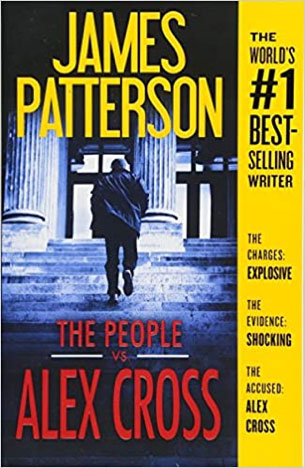 JAMES
PATTERSON
THE PEOPLE
VS.
ALEX CROSS
THE
WORLD'S
#1
BEST-
SELLING
WRITER
THE
CHARGES:
EXPLOSIVE
THE
EVIDENCE:
SHOCKING
THE
ACCUSED:
ALEX
CROSS